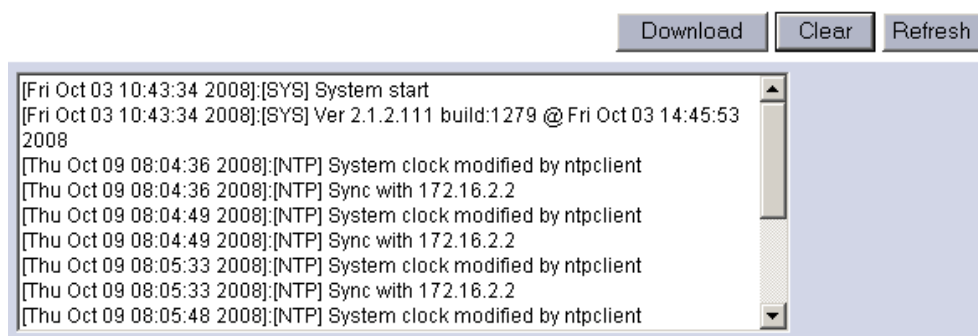 Download Clear Refresh
[Fri Oct 03 10:43:34 2008]:[SYS] System start
[Fri Oct 03 10:43:34 2008]:[SYS] Ver 2.1.2.111 build:1279 @ Fri Oct 03 14:45:53
2008
[Thu Oct 09 08:04:36 2008]:[NTP] System clock modified by ntpclient
[Thu Oct 09 08:04:36 2008]:[NTP] Sync with 172.16.2.2
[Thu Oct 09 08:04:49 2008]:[NTP] System clock modified by ntpclient
[Thu Oct 09 08:04:49 2008]:[NTP] Sync with 172.16.2.2
[Thu Oct 09 08:05:33 2008]:[NTP] System clock modified by ntpclient
[Thu Oct 09 08:05:33 2008]:[NTP] Sync with 172.16.2.2
[Thu Oct 09 08:05:48 2008]:[NTP] System clock modified by ntpclient